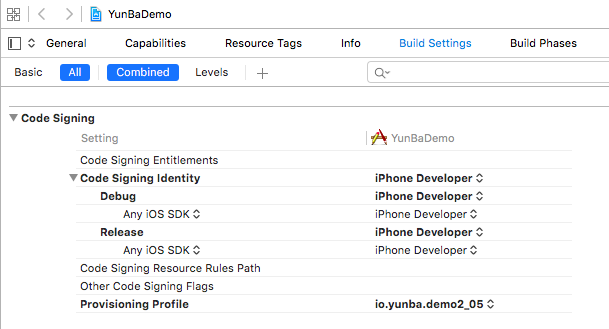 YunBaDemo
General Capabilities Resource Tags Info Build Settings Build Phases
Basic All Combined Levels
Code Signing
Setting YunBaDemo
Code Signing Entitlements
Code Signing Identity iPhone Developer
Debug iPhone Developer
Any iOS SDK iPhone Developer
Release iPhone Developer
Any iOS SDK iPhone Developer
Code Signing Resource Rules Path
Other Code Signing Flags
Provisioning Profile io.yunba.demo2_05